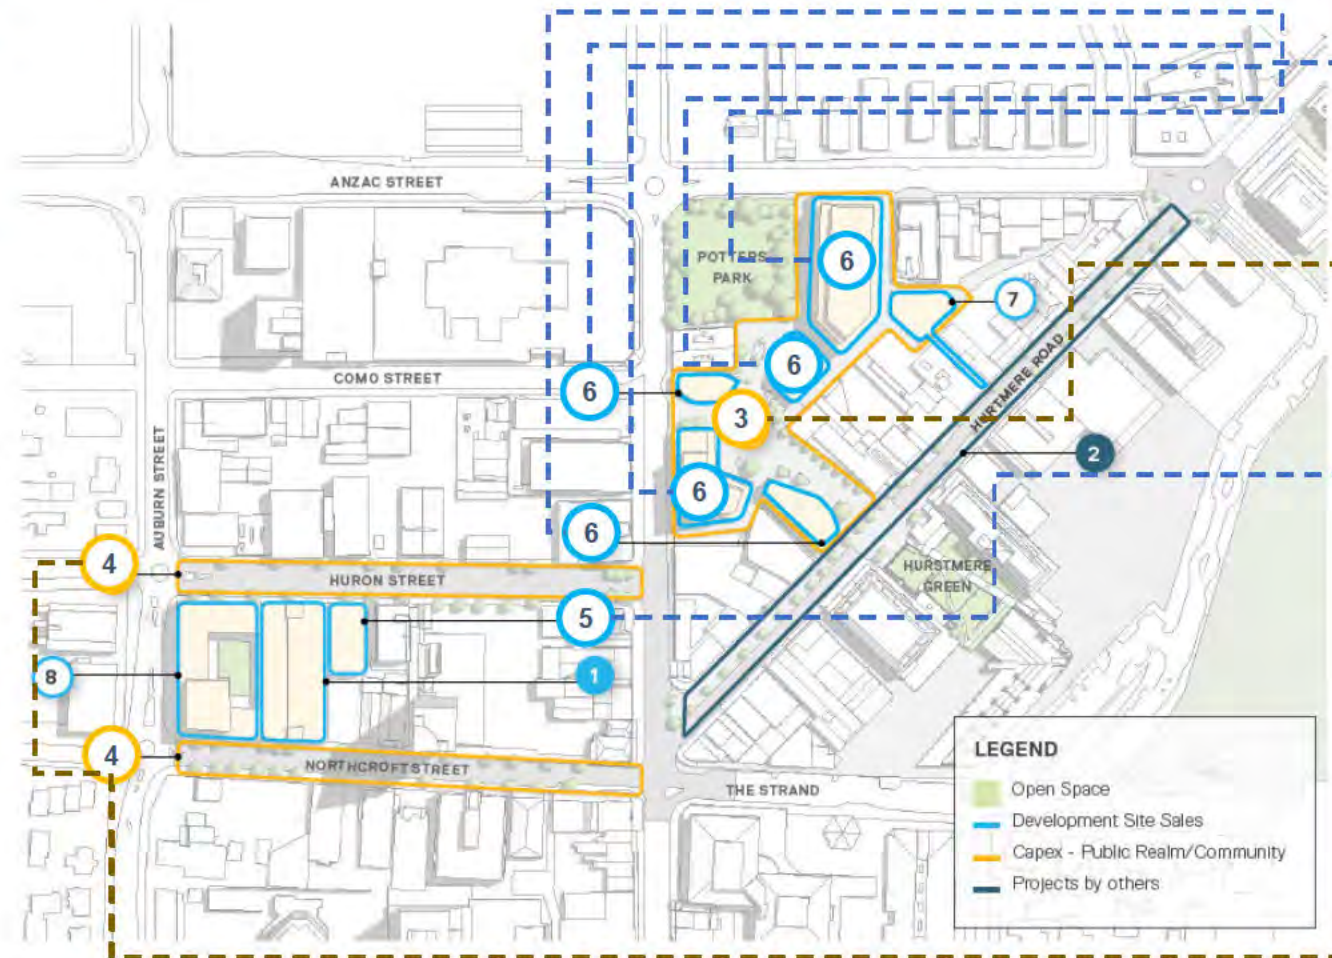 ANZAC STREET
POTTERS
PARK
6
7
COMO STREET
6
6
3
HURTMERE ROAD
2
AUBURN STREET
6
6
4
HURON STREET
HURSTMERE
GREEN
5
8
1
4
NORTHCROFT STREET
THE STRAND
LEGEND
Open Space
Development Site Sales
Capex - Public Realm/Community
Projects by others